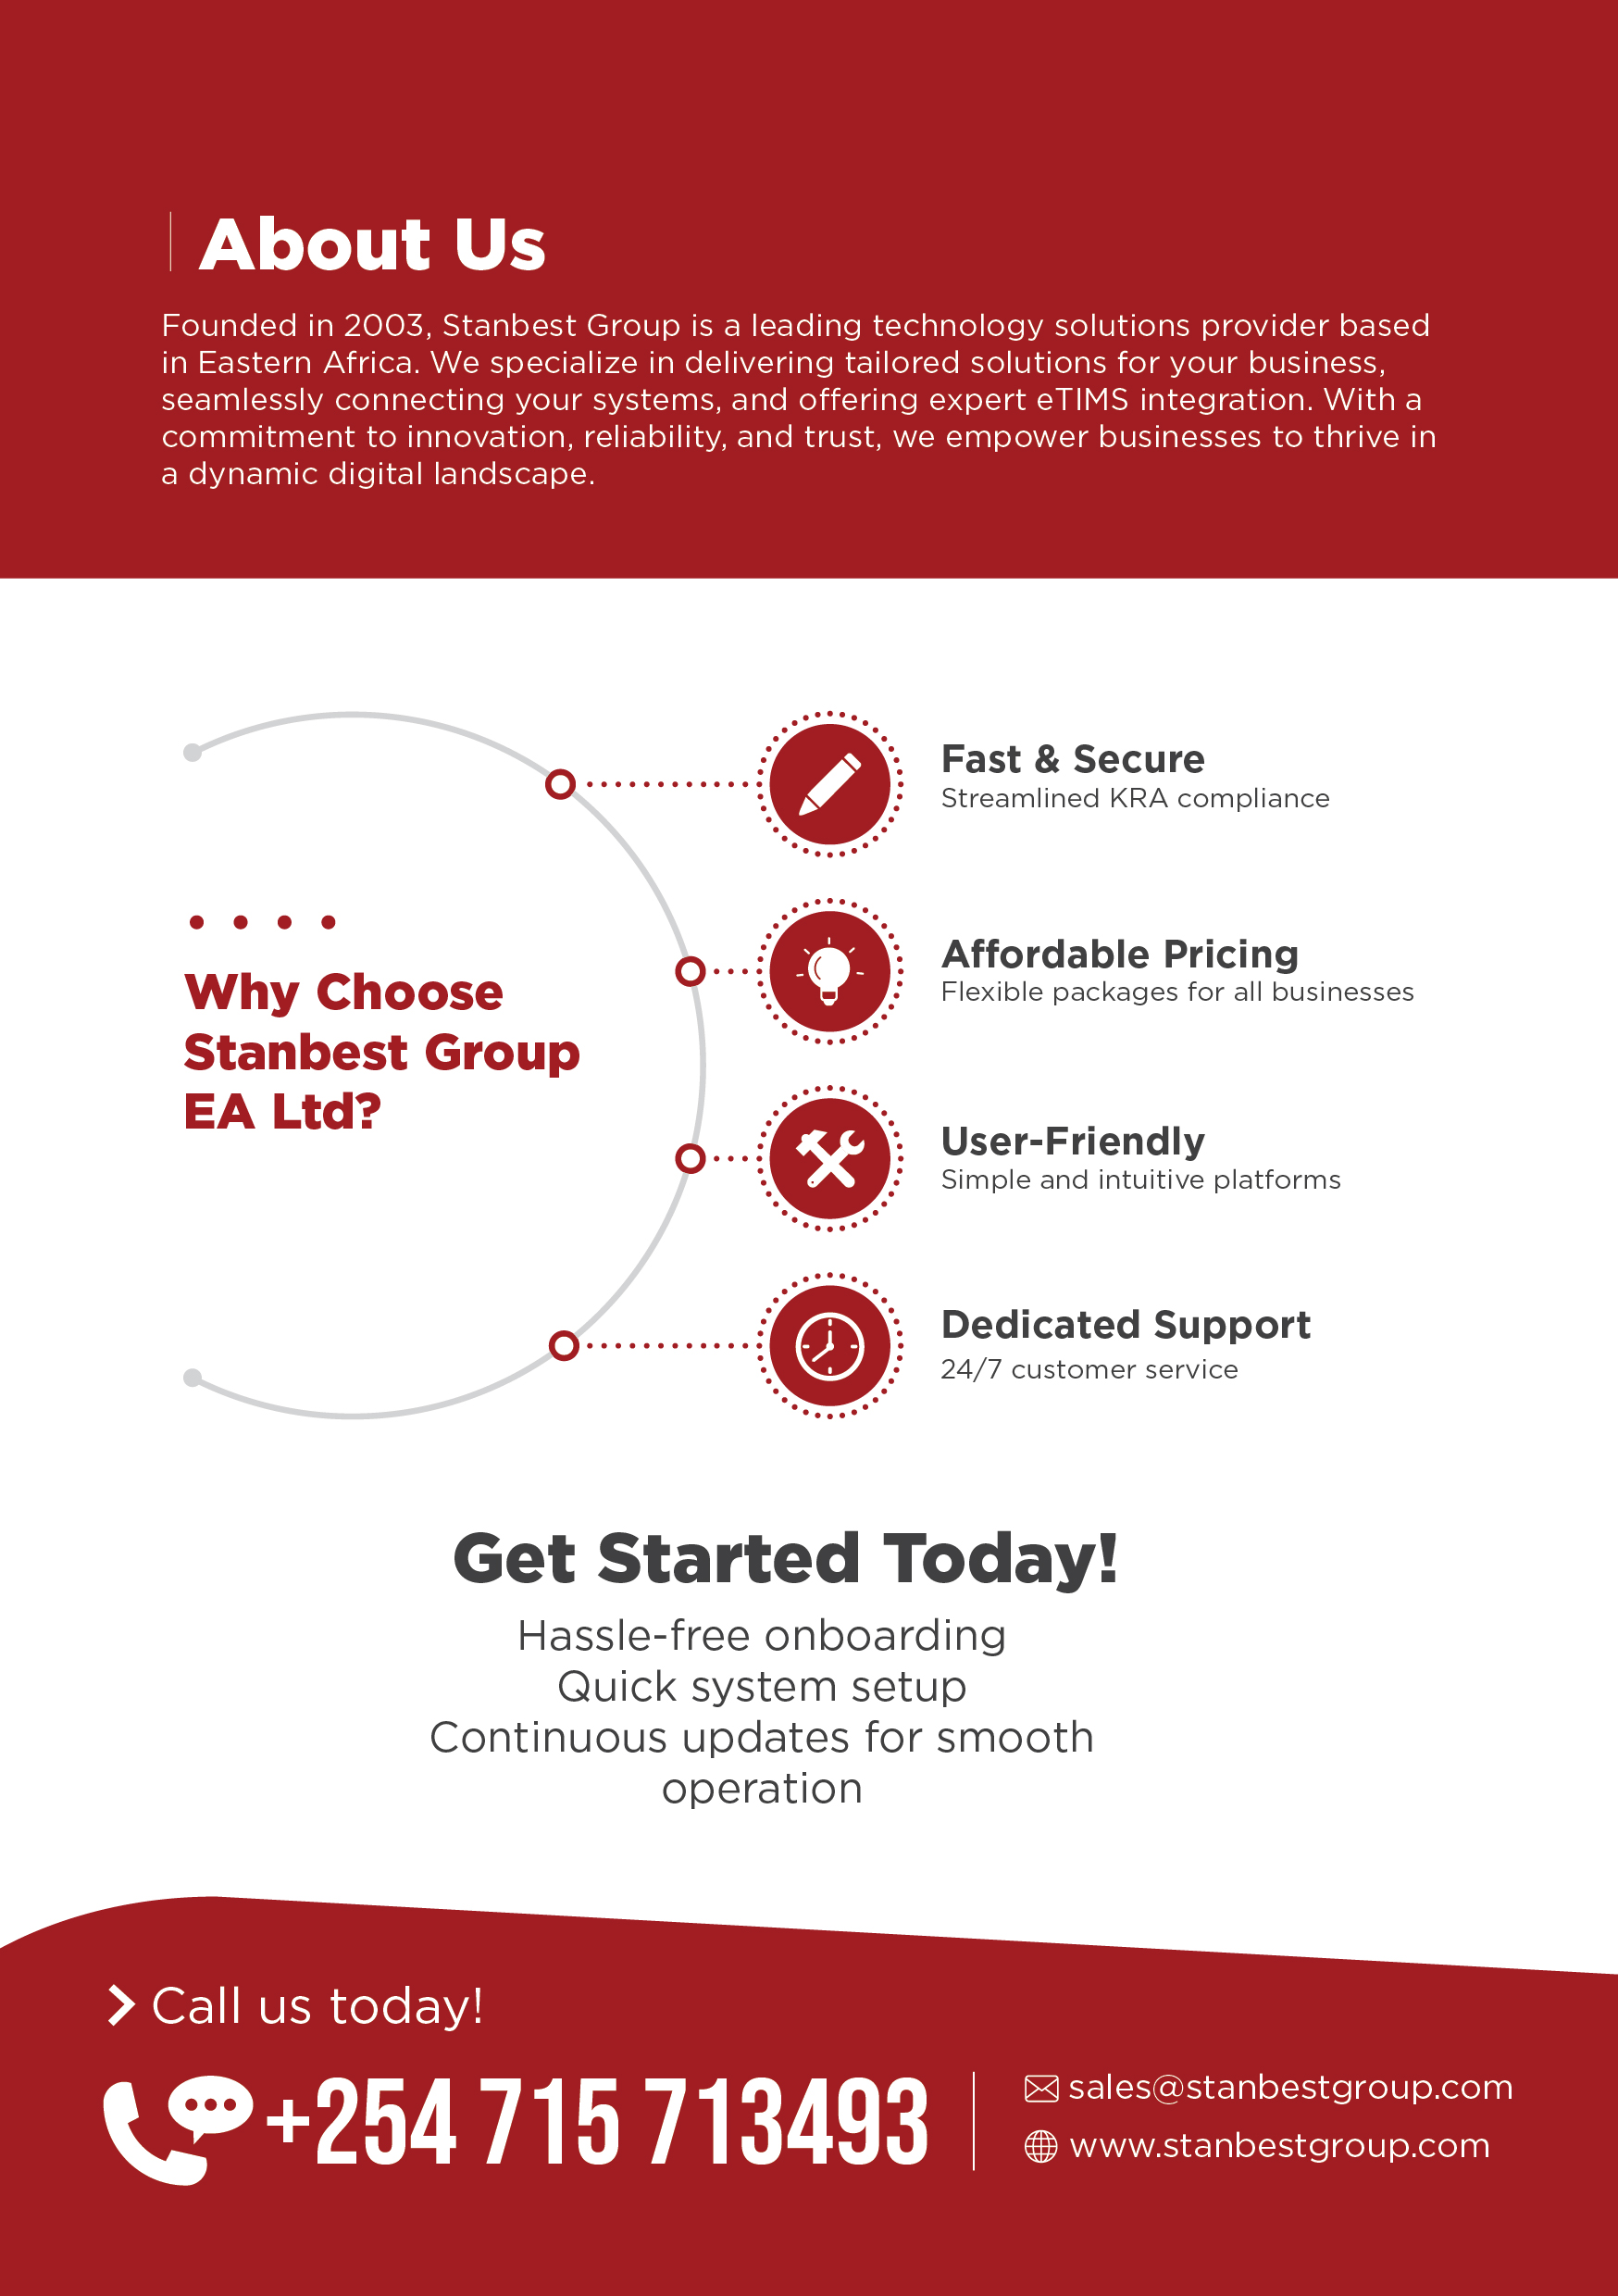 About Us
Founded in 2003, Stanbest Group is a leading technology solutions provider based
in Eastern Africa. We specialize in delivering tailored solutions for your business,
seamlessly connecting your systems, and offering expert eTIMS integration. With a
commitment to innovation, reliability, and trust, we empower businesses to thrive in
a dynamic digital landscape.
Why Choose
Stanbest Group
EA Ltd?
Fast & Secure
Streamlined KRA compliance
Affordable Pricing
Flexible packages for all businesses
User-Friendly
Simple and intuitive platforms
Dedicated Support
24/7 customer service
Get Started Today!
Hassle-free onboarding
Quick system setup
Continuous updates for smooth
operation
Call us today!
+254 715 713493
sales@stanbestgroup.com
www.stanbestgroup.com